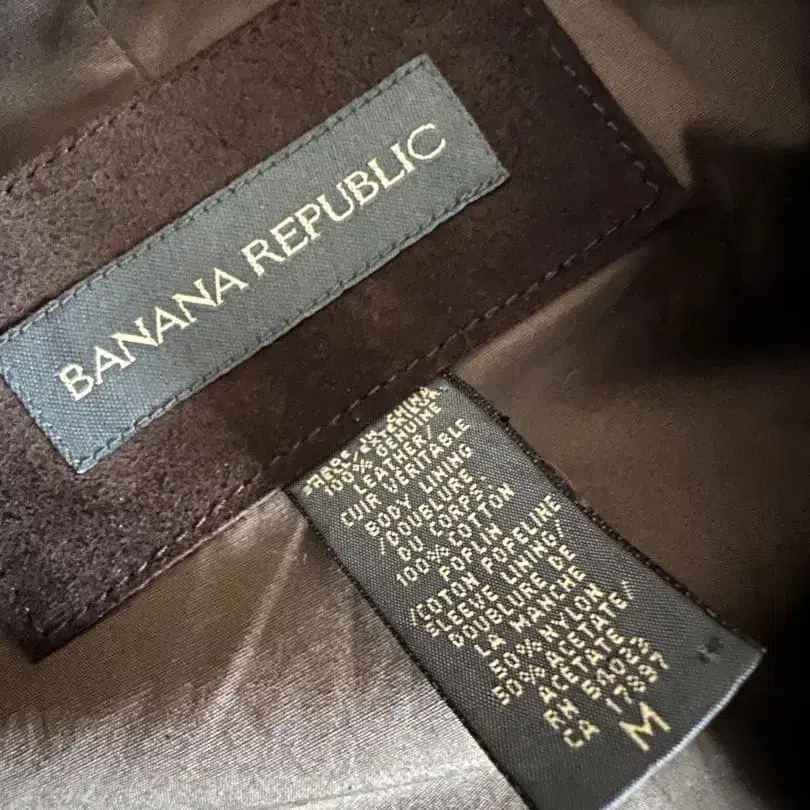 BANANA REPUBLIC
100% GENUINE
LEATHER/
CUIR VERITABLE
BODY LINING
/DOUBLURE
DU CORPS
100% COTTON
POPLIN
/COTON POPELINE
SLEEVE LINING/
DOUBLURE DE
LA MANCHE
50% NYLON/
50% ACETATE/
ACETATE
RN 54023
CA 17897
M